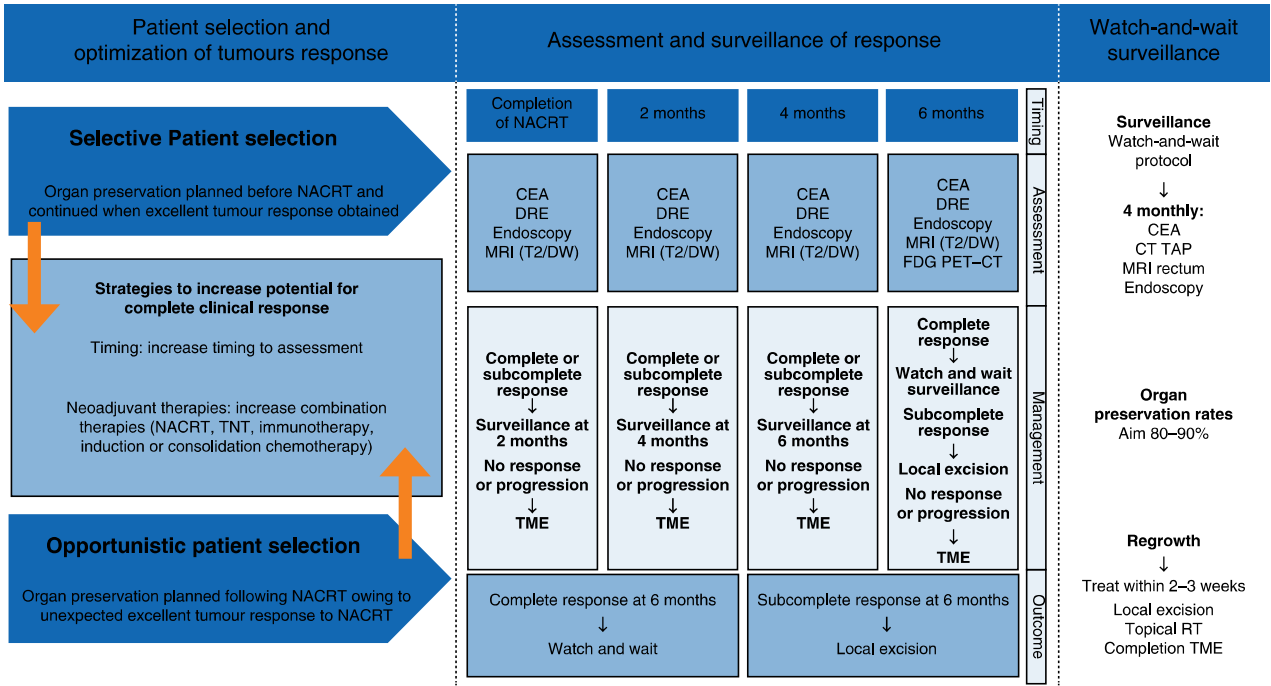 Patient selection and
optimization of tumours response
Assessment and surveillance of response
Watch-and-wait
surveillance
Selective Patient selection
Organ preservation planned before NACRT and
continued when excellent tumour response obtained
Strategies to increase potential for
complete clinical response
Timing: increase timing to assessment
Neoadjuvant therapies: increase combination
therapies (NACRT, TNT, immunotherapy,
induction or consolidation chemotherapy)
Opportunistic patient selection
Organ preservation planned following NACRT owing to
unexpected excellent tumour response to NACRT
Completion
of NACRT
2 months
4 months
6 months
Timing
CEA
DRE
Endoscopy
MRI (T2/DW)
CEA
DRE
Endoscopy
MRI (T2/DW)
CEA
DRE
Endoscopy
MRI (T2/DW)
CEA
DRE
Endoscopy
MRI (T2/DW)
FDG PET–CT
Assessment
Complete or
subcomplete
response
↓
Surveillance at
2 months
No response
or progression
↓
TME
Complete or
subcomplete
response
↓
Surveillance at
4 months
No response
or progression
↓
TME
Complete or
subcomplete
response
↓
Surveillance at
6 months
No response
or progression
↓
TME
Complete
response
↓
Watch and wait
surveillance
Subcomplete
response
↓
Local excision
No response
or progression
↓
TME
Management
Complete response at 6 months
↓
Watch and wait
Subcomplete response at 6 months
↓
Local excision
Outcome
Surveillance
Watch-and-wait
protocol
↓
4 monthly:
CEA
CT TAP
MRI rectum
Endoscopy
Organ
preservation rates
Aim 80–90%
Regrowth
↓
Treat within 2–3 weeks
Local excision
Topical RT
Completion TME